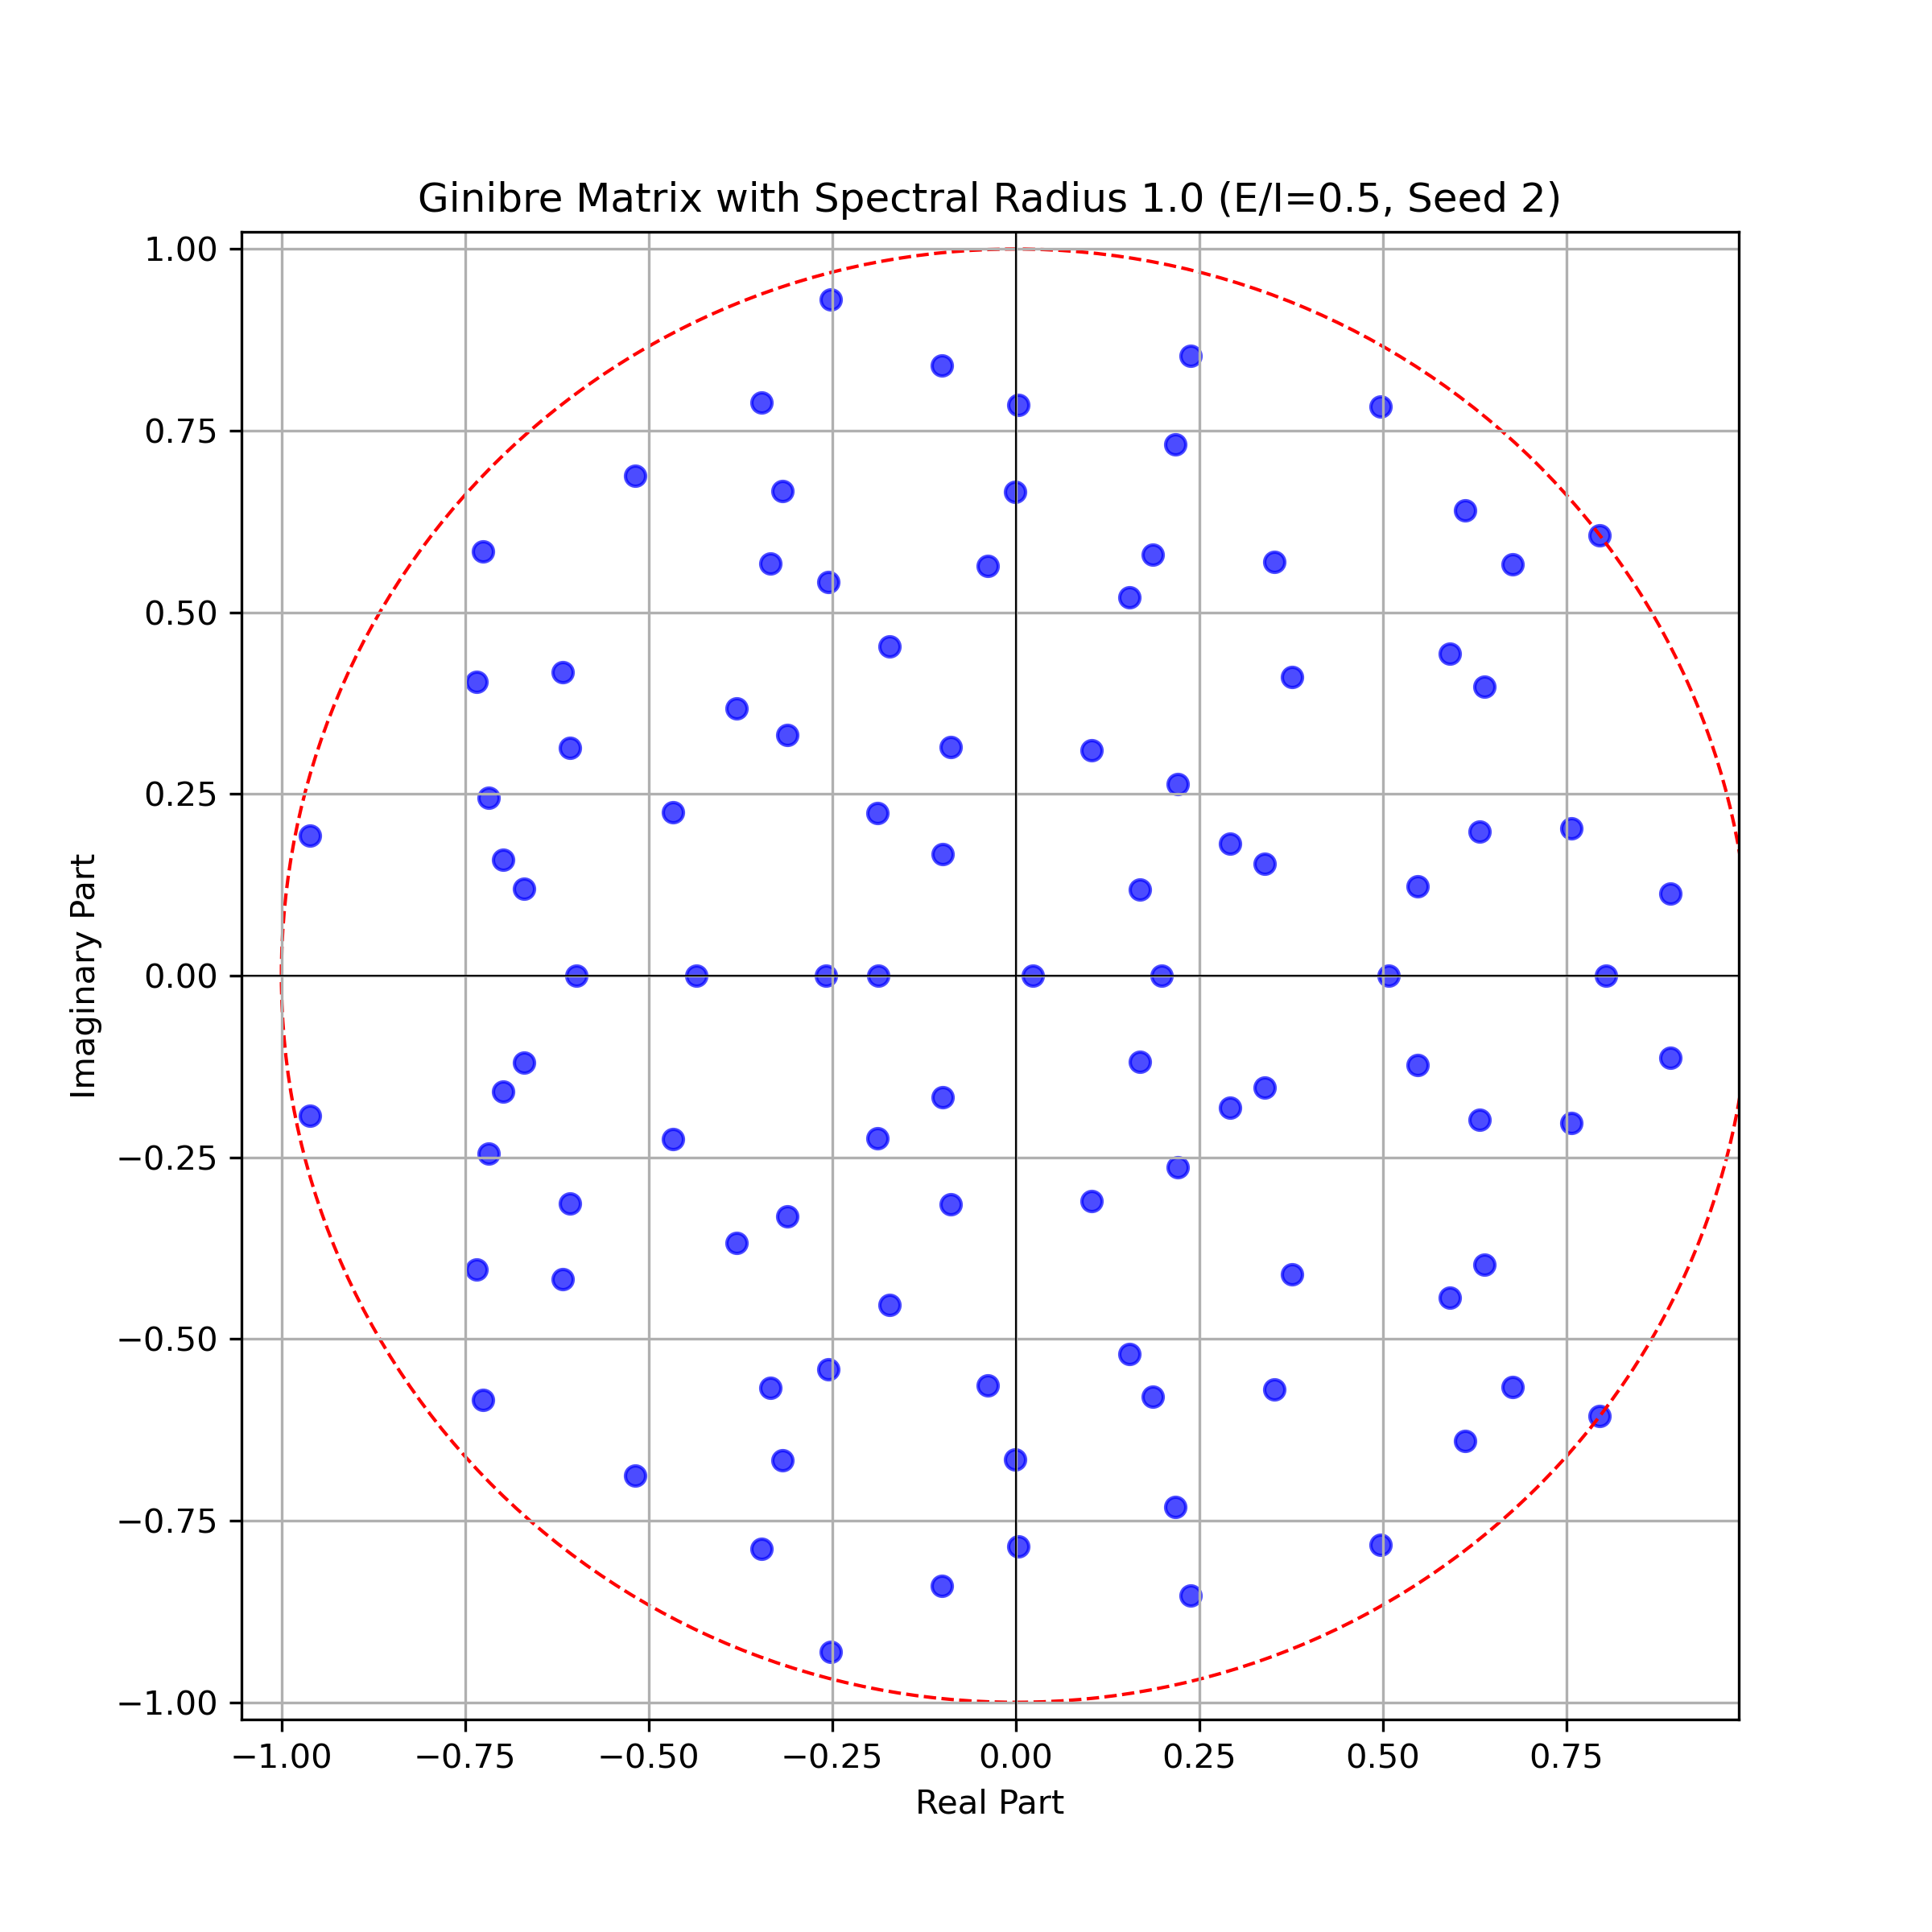 Ginibre Matrix with Spectral Radius 1.0 (E/I=0.5, Seed 2)
1.00
0.75
0.50
0.25
0.00
−0.25
−0.50
−0.75
−1.00
Imaginary Part
−1.00 −0.75 −0.50 −0.25 0.00 0.25 0.50 0.75
Real Part